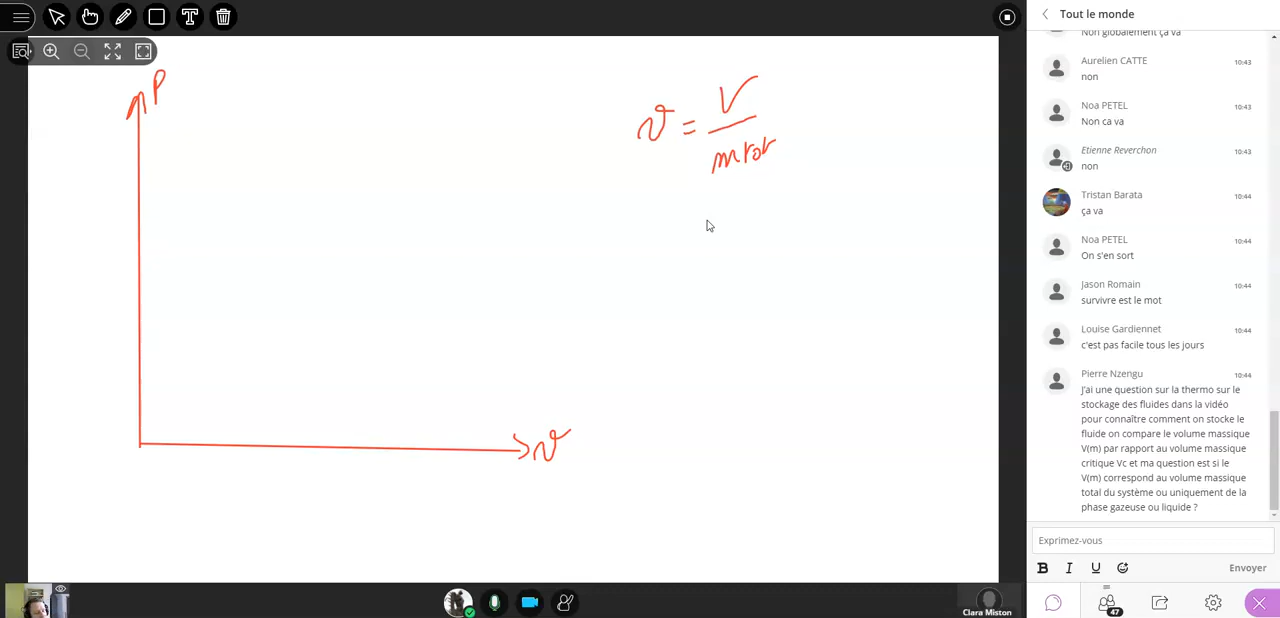 T
Tout le monde
P
v = V
m tot
v
Non globalement ça va
Aurelien CATTE 10:43
non
Noa PETEL 10:43
Non ca va
Etienne Reverchon 10:43
non
Tristan Barata 10:44
ça va
Noa PETEL 10:44
On s'en sort
Jason Romain 10:44
survivre est le mot
Louise Gardiennet 10:44
c'est pas facile tous les jours
Pierre Nzengu 10:44
J'ai une question sur la thermo sur le
stockage des fluides dans la vidéo
pour connaître comment on stocke le
fluide on compare le volume massique
V(m) par rapport au volume massique
critique Vc et ma question est si le
V(m) correspond au volume massique
total du système ou uniquement de la
phase gazeuse ou liquide ?
Exprimez-vous
B I U Envoyer
Clara Miston
47